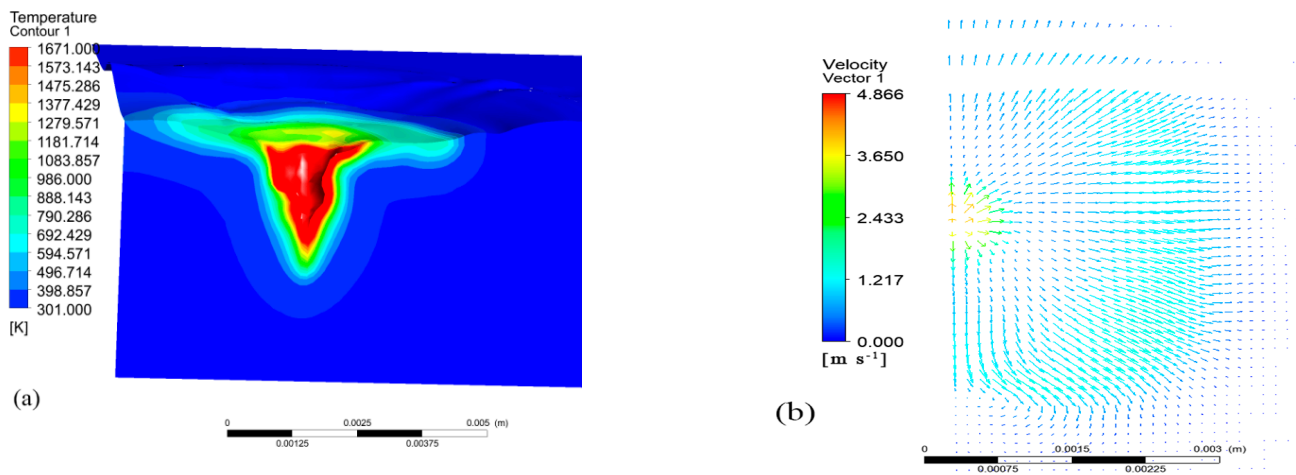 Temperature
Contour 1
1671.000
1573.143
1475.286
1377.429
1279.571
1181.714
1083.857
986.000
888.143
790.286
692.429
594.571
496.714
398.857
301.000
[K]
(a)
0 0.0025 0.005 (m)
0.00125 0.00375
Velocity
Vector 1
4.866
3.650
2.433
1.217
0.000
[m s⁻¹]
(b)
0 0.0015 0.003 (m)
0.00075 0.00225